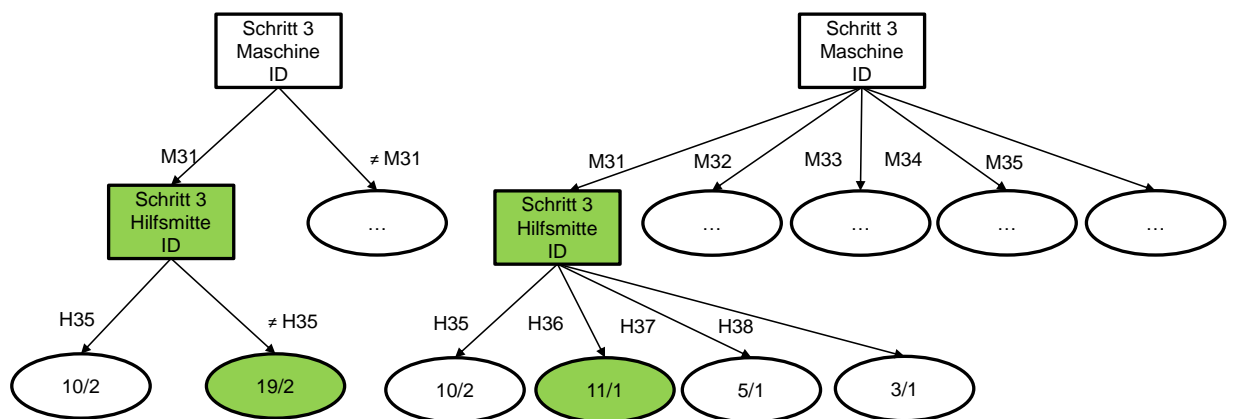 Schritt 3
Maschine
ID
Schritt 3
Maschine
ID
M31
≠ M31
M31
M32
M33
M34
M35
Schritt 3
Hilfsmitte
ID
…
Schritt 3
Hilfsmitte
ID
…
…
…
…
H35
≠ H35
H35
H36
H37
H38
10/2
19/2
10/2
11/1
5/1
3/1